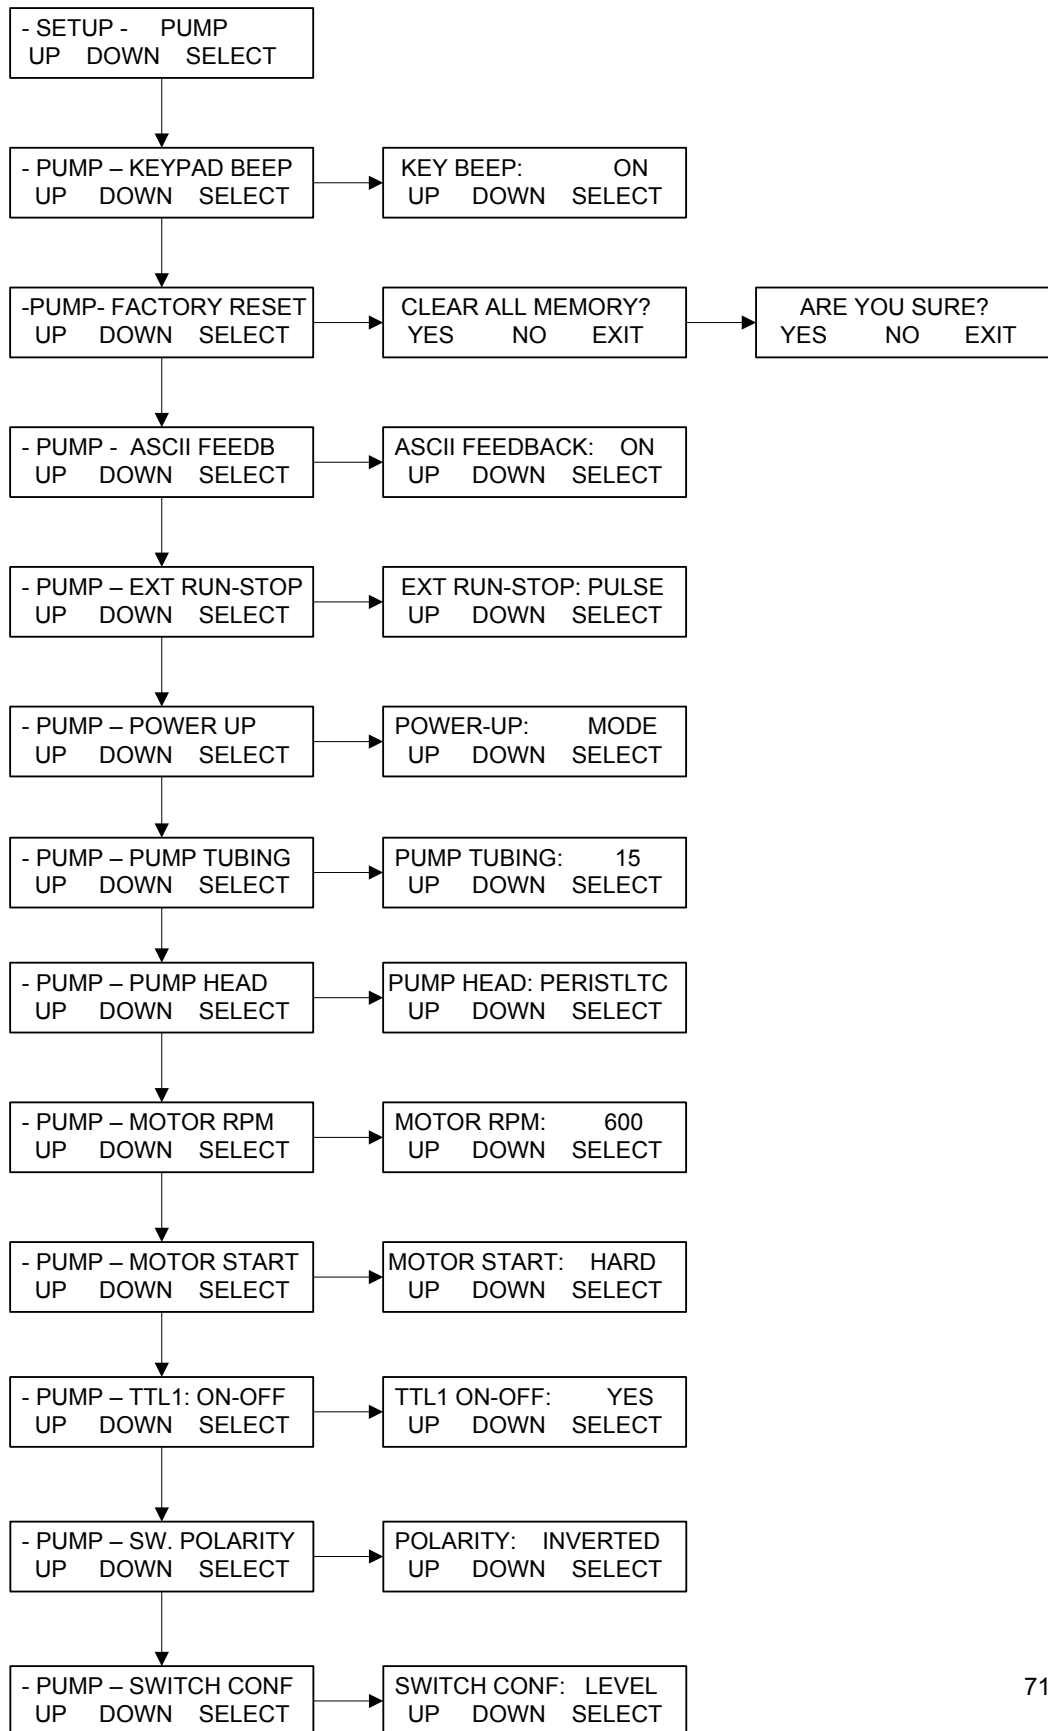 - SETUP - PUMP
UP DOWN SELECT
- PUMP – KEYPAD BEEP
UP DOWN SELECT
KEY BEEP: ON
UP DOWN SELECT
-PUMP- FACTORY RESET
UP DOWN SELECT
CLEAR ALL MEMORY?
YES NO EXIT
ARE YOU SURE?
YES NO EXIT
- PUMP - ASCII FEEDB
UP DOWN SELECT
ASCII FEEDBACK: ON
UP DOWN SELECT
- PUMP – EXT RUN-STOP
UP DOWN SELECT
EXT RUN-STOP: PULSE
UP DOWN SELECT
- PUMP – POWER UP
UP DOWN SELECT
POWER-UP: MODE
UP DOWN SELECT
- PUMP – PUMP TUBING
UP DOWN SELECT
PUMP TUBING: 15
UP DOWN SELECT
- PUMP – PUMP HEAD
UP DOWN SELECT
PUMP HEAD: PERISTLTC
UP DOWN SELECT
- PUMP – MOTOR RPM
UP DOWN SELECT
MOTOR RPM: 600
UP DOWN SELECT
- PUMP – MOTOR START
UP DOWN SELECT
MOTOR START: HARD
UP DOWN SELECT
- PUMP – TTL1: ON-OFF
UP DOWN SELECT
TTL1 ON-OFF: YES
UP DOWN SELECT
- PUMP – SW. POLARITY
UP DOWN SELECT
POLARITY: INVERTED
UP DOWN SELECT
- PUMP – SWITCH CONF
UP DOWN SELECT
SWITCH CONF: LEVEL
UP DOWN SELECT
71